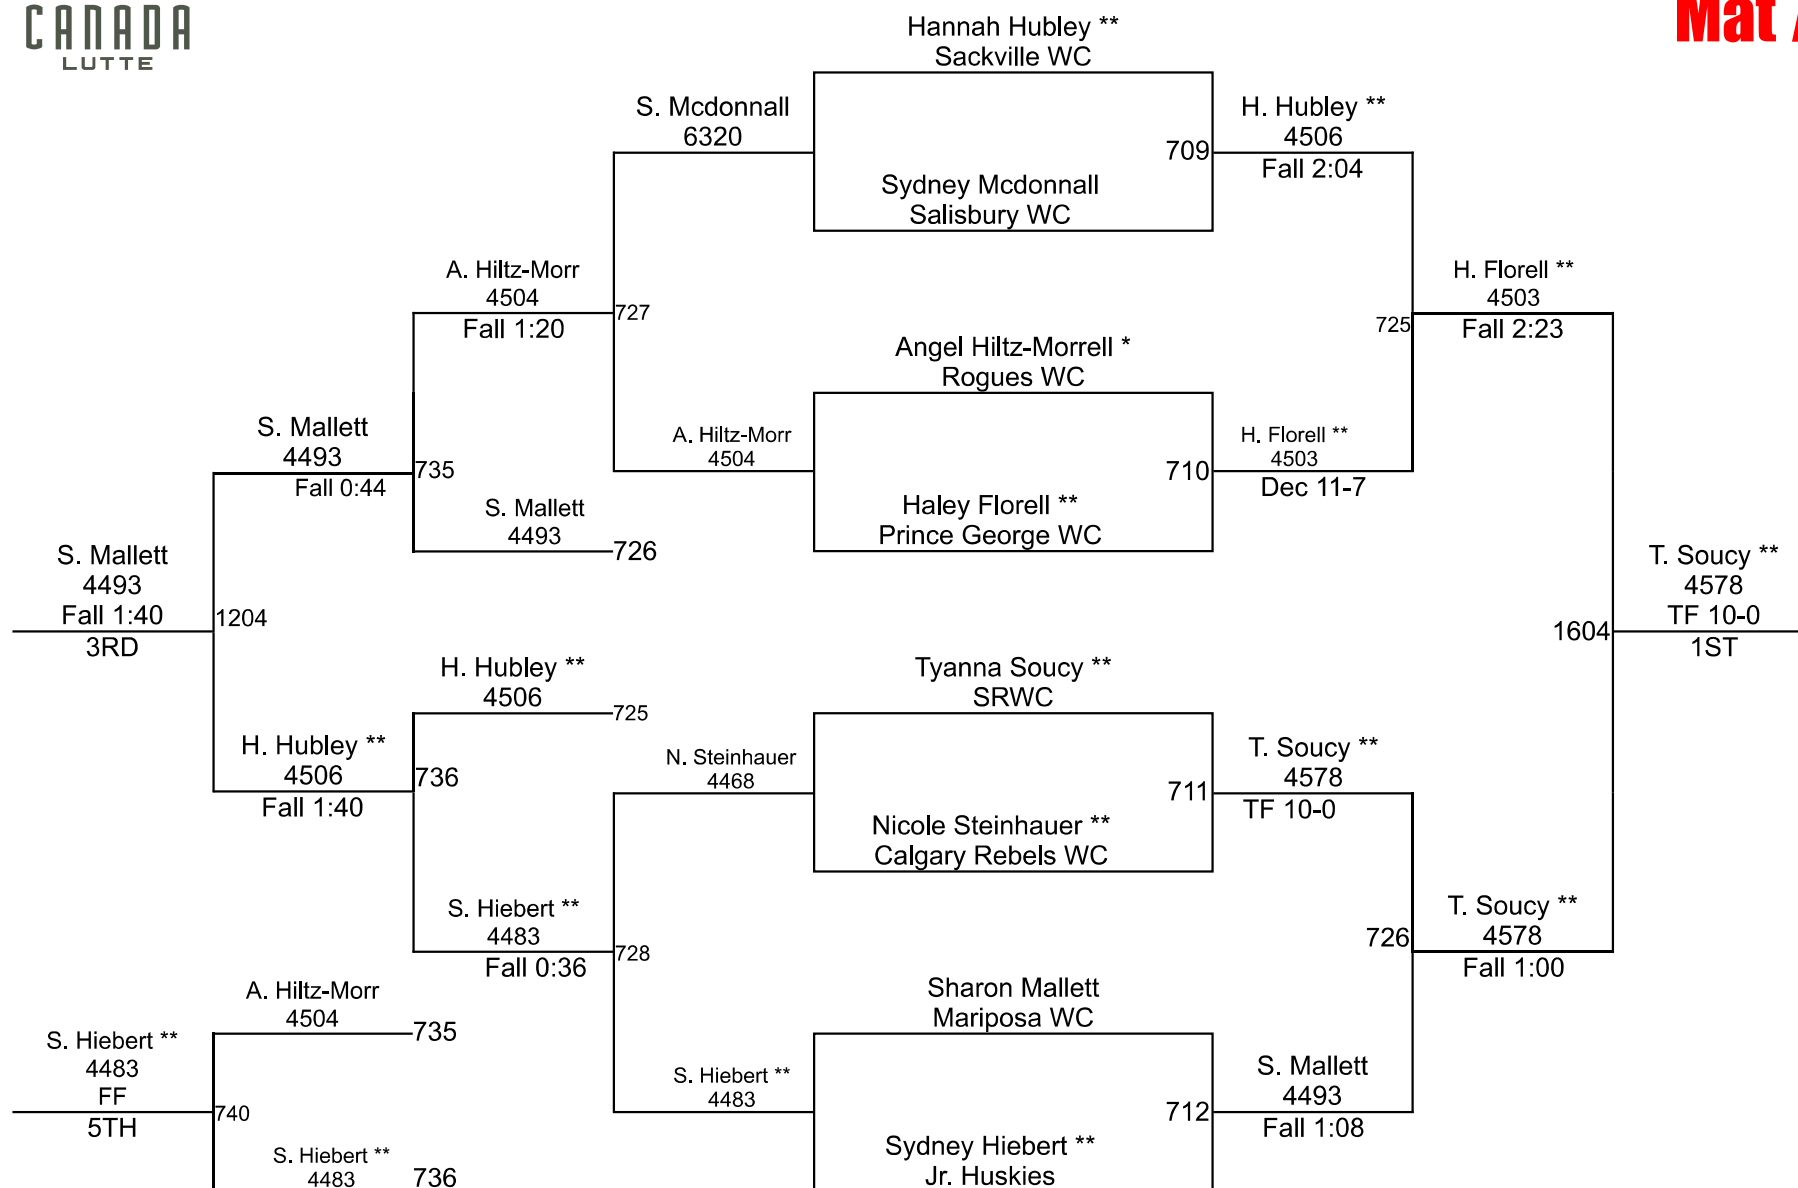 CANADA
LUTTE
Mat
Hannah Hubley **
Sackville WC
S. Mcdonnall
6320
H. Hubley **
4506
709
Fall 2:04
Sydney Mcdonnall
Salisbury WC
A. Hiltz-Morr
4504
727
Fall 1:20
H. Florell **
4503
725
Fall 2:23
Angel Hiltz-Morrell *
Rogues WC
S. Mallett
4493
735
Fall 0:44
A. Hiltz-Morr
4504
H. Florell **
4503
710
Dec 11-7
S. Mallett
4493
726
Haley Florell **
Prince George WC
S. Mallett
4493
Fall 1:40
1204
3RD
T. Soucy **
4578
TF 10-0
1604
1ST
H. Hubley **
4506
725
Tyanna Soucy **
SRWC
H. Hubley **
4506
736
Fall 1:40
N. Steinhauer
4468
T. Soucy **
4578
711
TF 10-0
Nicole Steinhauer **
Calgary Rebels WC
S. Hiebert **
4483
728
Fall 0:36
T. Soucy **
4578
726
Fall 1:00
A. Hiltz-Morr
4504
735
Sharon Mallett
Mariposa WC
S. Hiebert **
4483
FF
740
5TH
S. Hiebert **
4483
S. Mallett
4493
712
Fall 1:08
S. Hiebert **
4483
736
Sydney Hiebert **
Jr. Huskies